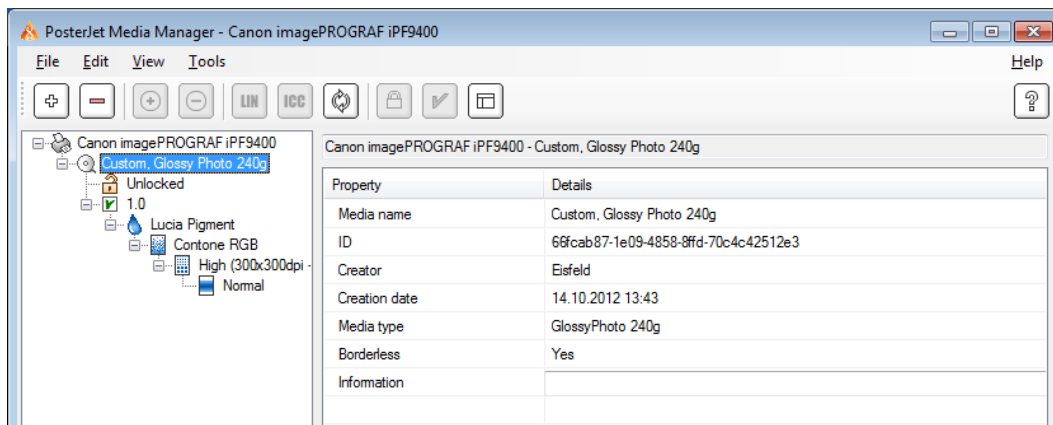 PosterJet Media Manager - Canon imagePROGRAF iPF9400
File Edit View Tools Help
LIN ICC
Canon imagePROGRAF iPF9400
Custom, Glossy Photo 240g
Unlocked
1.0
Lucia Pigment
Contone RGB
High (300x300dpi -
Normal
Canon imagePROGRAF iPF9400 - Custom, Glossy Photo 240g
Property Details
Media name Custom, Glossy Photo 240g
ID 66fcab87-1e09-4858-8ffd-70c4c42512e3
Creator Eisfeld
Creation date 14.10.2012 13:43
Media type GlossyPhoto 240g
Borderless Yes
Information